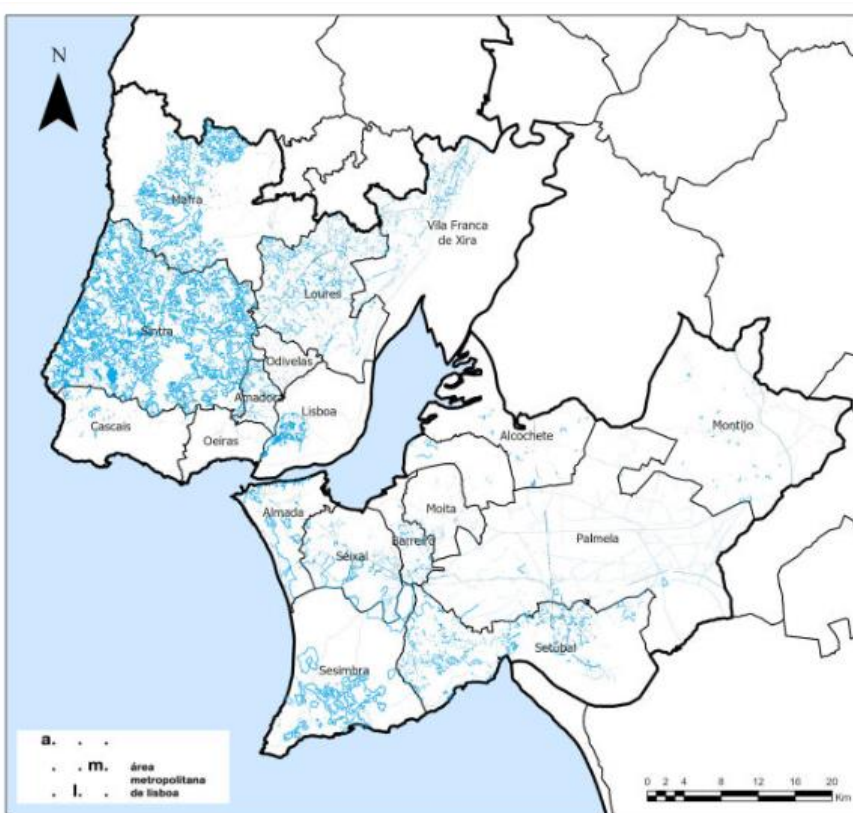 N
Mafra
Vila Franca
de Xira
Loures
Sintra
Odivelas
Amadora
Lisboa
Cascais
Oeiras
Alcochete
Montijo
Almada
Moita
Barreiro
Seixal
Palmela
Setúbal
Sesimbra
a. . .
. . m. área
metropolitana
. l. . de lisboa
0 2 4 8 12 16 20
Km